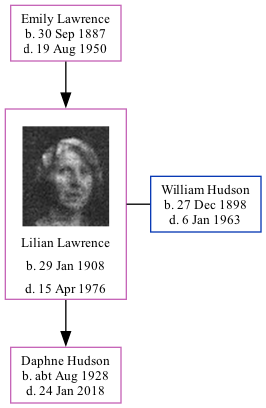 Emily Lawrence
b. 30 Sep 1887
d. 19 Aug 1950
Lilian Lawrence
b. 29 Jan 1908
d. 15 Apr 1976
William Hudson
b. 27 Dec 1898
d. 6 Jan 1963
Daphne Hudson
b. abt Aug 1928
d. 24 Jan 2018